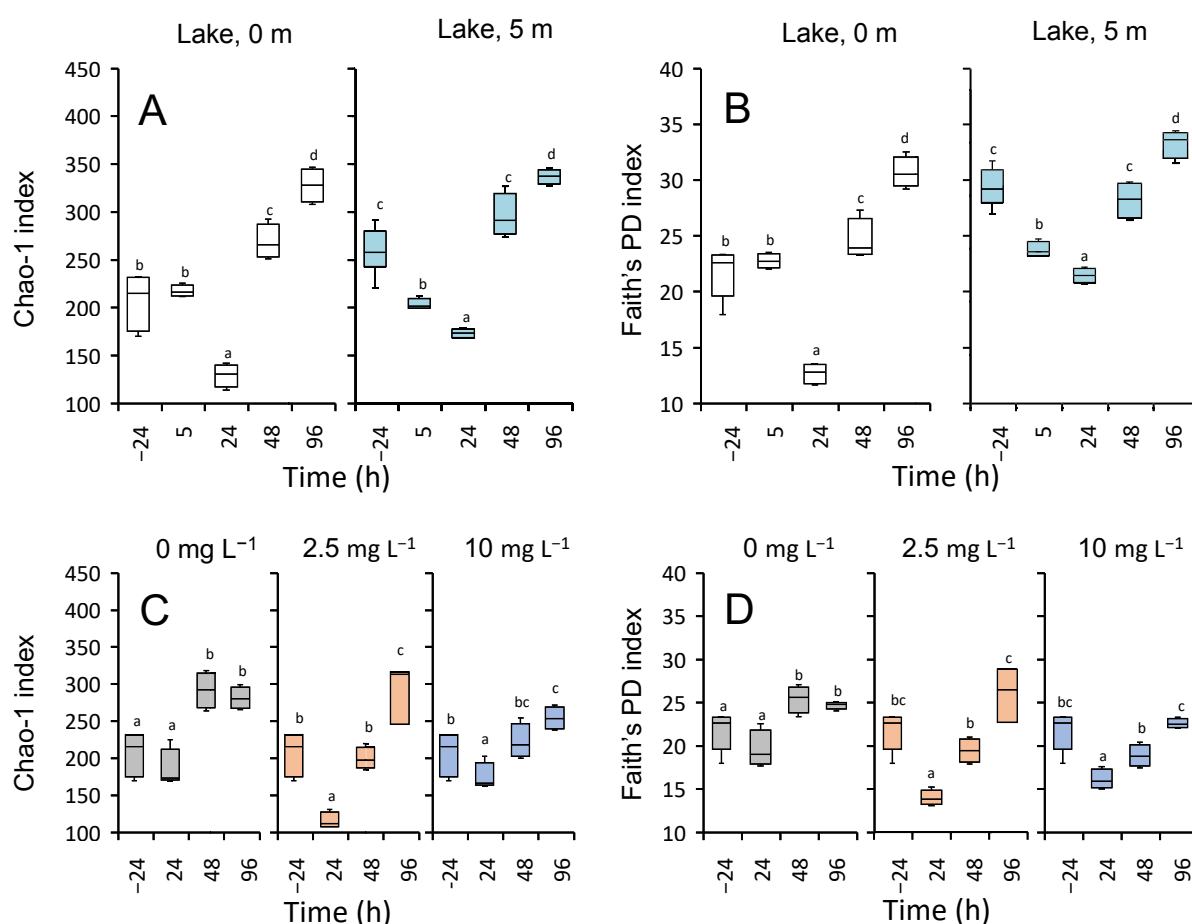 Lake, 0 m
Lake, 5 m
450
400
350
300
250
200
150
100
Chao-1 index
A
b
b
a
c
d
c
b
a
c
d
−24
5
24
48
96
−24
5
24
48
96
Time (h)
Lake, 0 m
Lake, 5 m
40
35
30
25
20
15
10
Faith's PD index
B
b
b
a
c
d
c
b
a
c
d
−24
5
24
48
96
−24
5
24
48
96
Time (h)
0 mg L⁻¹
2.5 mg L⁻¹
10 mg L⁻¹
450
400
350
300
250
200
150
100
Chao-1 index
C
a
a
b
b
b
a
b
c
b
a
bc
c
−24
24
48
96
−24
24
48
96
−24
24
48
96
Time (h)
0 mg L⁻¹
2.5 mg L⁻¹
10 mg L⁻¹
40
35
30
25
20
15
10
Faith's PD index
D
a
a
b
b
bc
a
b
c
bc
a
b
c
−24
24
48
96
−24
24
48
96
−24
24
48
96
Time (h)